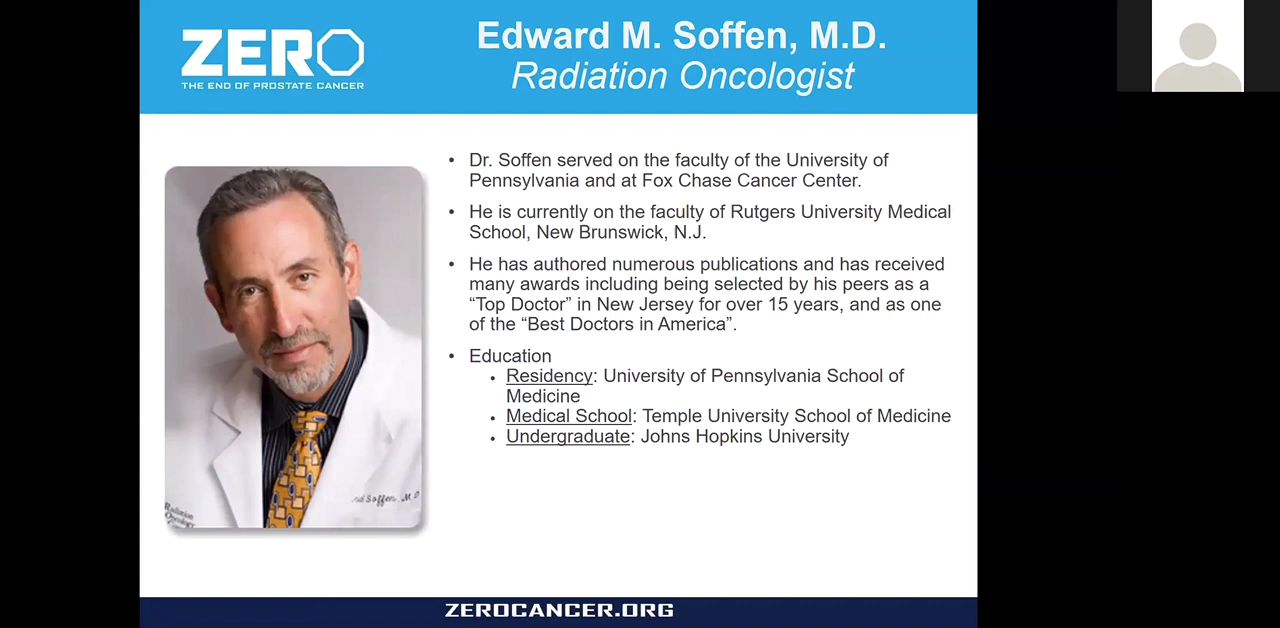 ZERO
THE END OF PROSTATE CANCER
Edward M. Soffen, M.D.
Radiation Oncologist
• Dr. Soffen served on the faculty of the University of
Pennsylvania and at Fox Chase Cancer Center.
• He is currently on the faculty of Rutgers University Medical
School, New Brunswick, N.J.
• He has authored numerous publications and has received
many awards including being selected by his peers as a
“Top Doctor” in New Jersey for over 15 years, and as one
of the “Best Doctors in America”.
• Education
• Residency: University of Pennsylvania School of
Medicine
• Medical School: Temple University School of Medicine
• Undergraduate: Johns Hopkins University
Soffen, M.D
Radiation
Oncology
ZEROCANCER.ORG